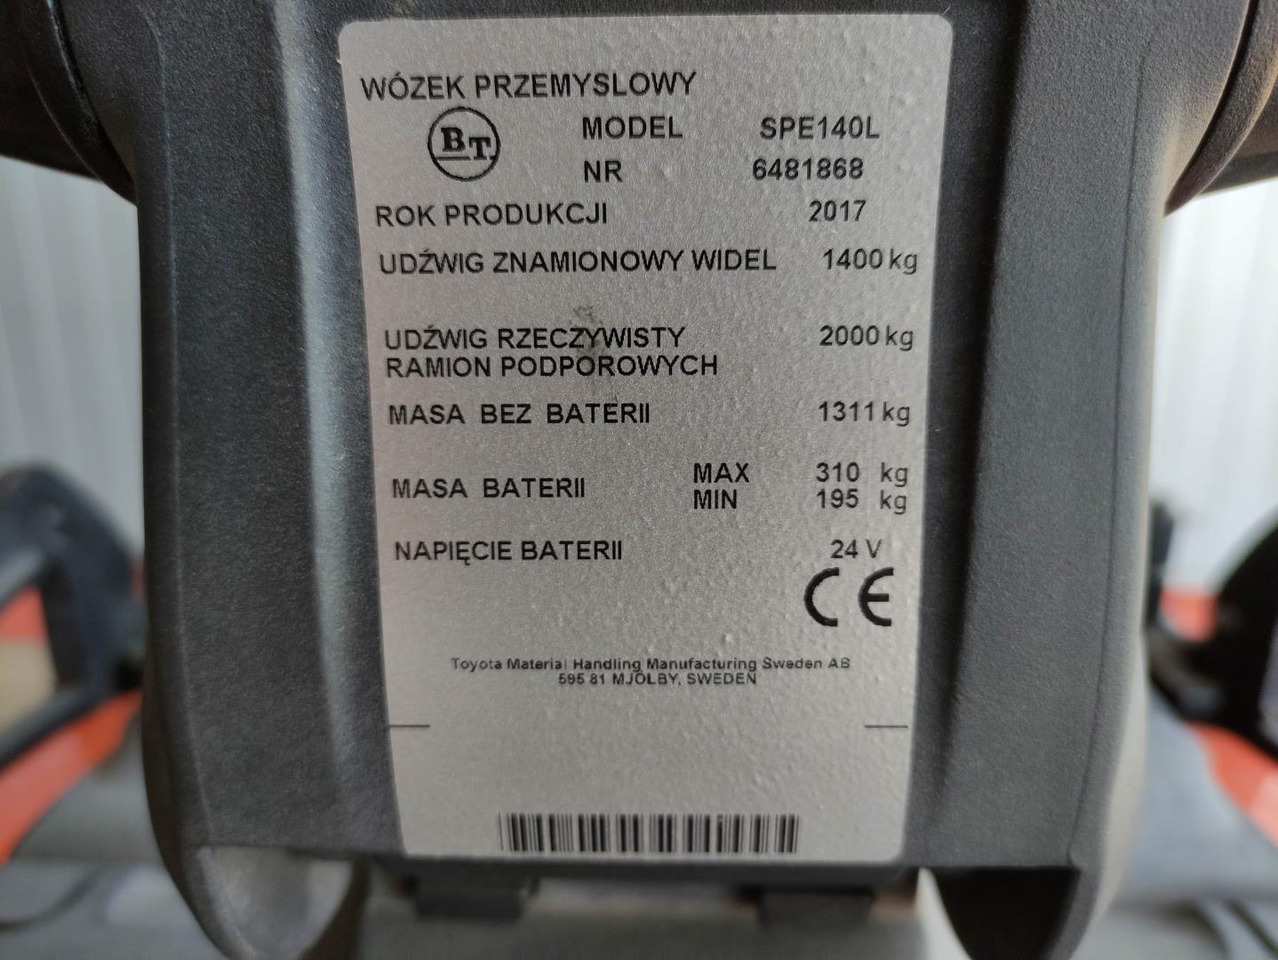 WÓZEK PRZEMYSLOWY
BT
MODEL SPE140L
NR 6481868
ROK PRODUKCJI 2017
UDŹWIG ZNAMIONOWY WIDEL 1400 kg
UDŹWIG RZECZYWISTY 2000 kg
RAMION PODPOROWYCH
MASA BEZ BATERII 1311 kg
MASA BATERII MAX 310 kg
MIN 195 kg
NAPIĘCIE BATERII 24 V
CE
Toyota Material Handling Manufacturing Sweden AB
595 81 MJÖLBY, SWEDEN